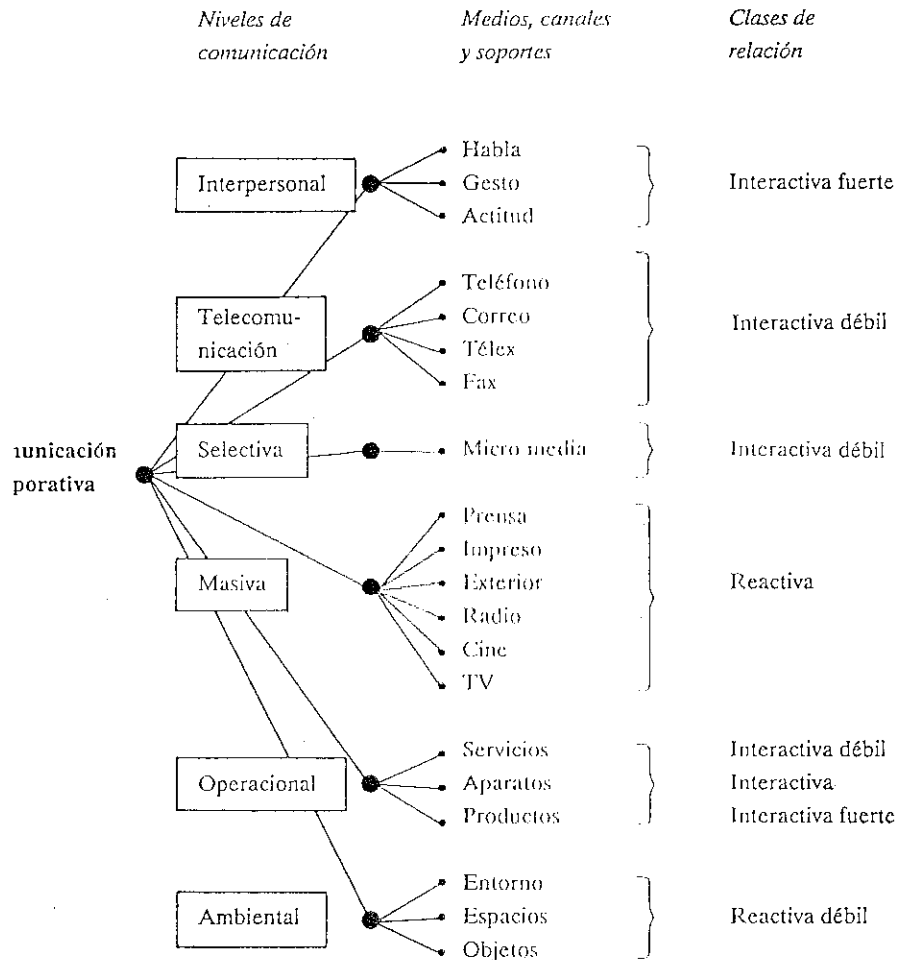 Niveles de
comunicación
Medios, canales
y soportes
Clases de
relación
Interpersonal
Habla
Gesto
Actitud
Interactiva fuerte
Telecomu-
nicación
Teléfono
Correo
Télex
Fax
Interactiva débil
unicación
porativa
Selectiva
Micro media
Interactiva débil
Masiva
Prensa
Impreso
Exterior
Radio
Cine
TV
Reactiva
Operacional
Servicios
Aparatos
Productos
Interactiva débil
Interactiva
Interactiva fuerte
Ambiental
Entorno
Espacios
Objetos
Reactiva débil